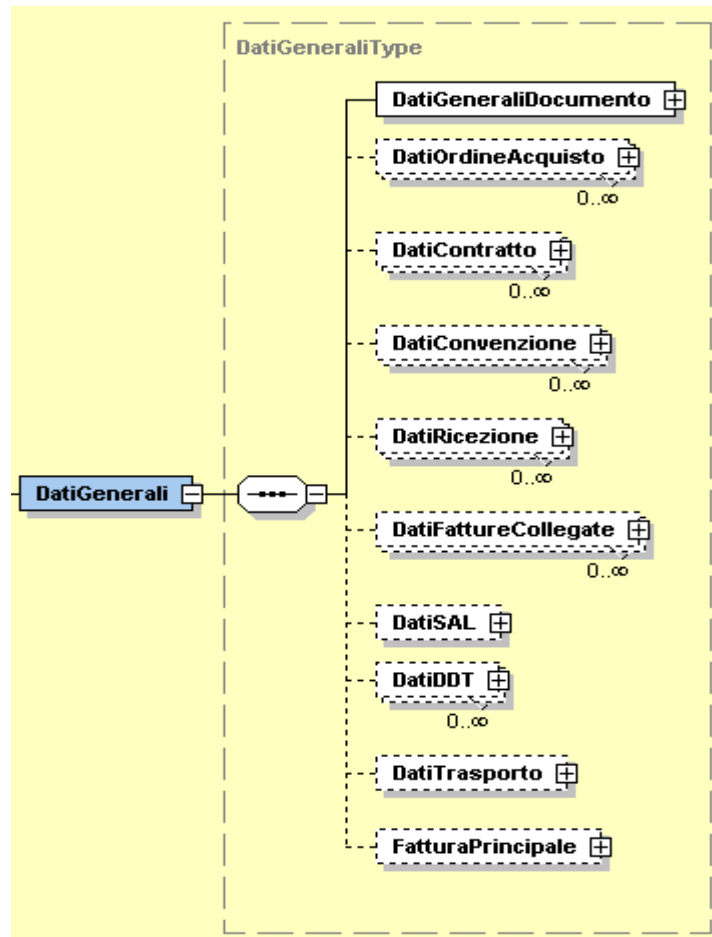 DatiGeneraliType
DatiGeneraliDocumento
DatiOrdineAcquisto
0..∞
DatiContratto
0..∞
DatiConvenzione
0..∞
DatiRicezione
0..∞
DatiGenerali
DatiFattureCollegate
0..∞
DatiSAL
DatiDDT
0..∞
DatiTrasporto
FatturaPrincipale